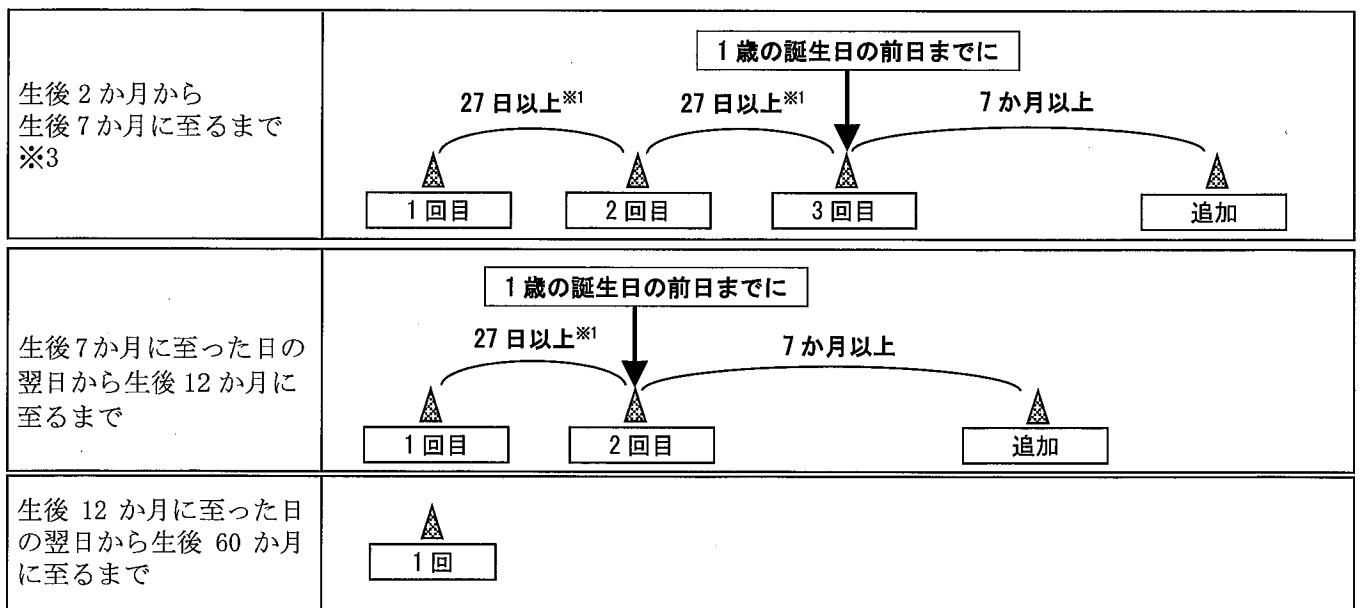 生後2か月から
生後7か月に至るまで
※3
1歳の誕生日の前日までに
27日以上※1
27日以上※1
7か月以上
1回目
2回目
3回目
追加
生後7か月に至った日の
翌日から生後12か月に
至るまで
1歳の誕生日の前日までに
27日以上※1
7か月以上
1回目
2回目
追加
生後 12 か月に至った日
の翌日から生後 60 か月
に至るまで
1回